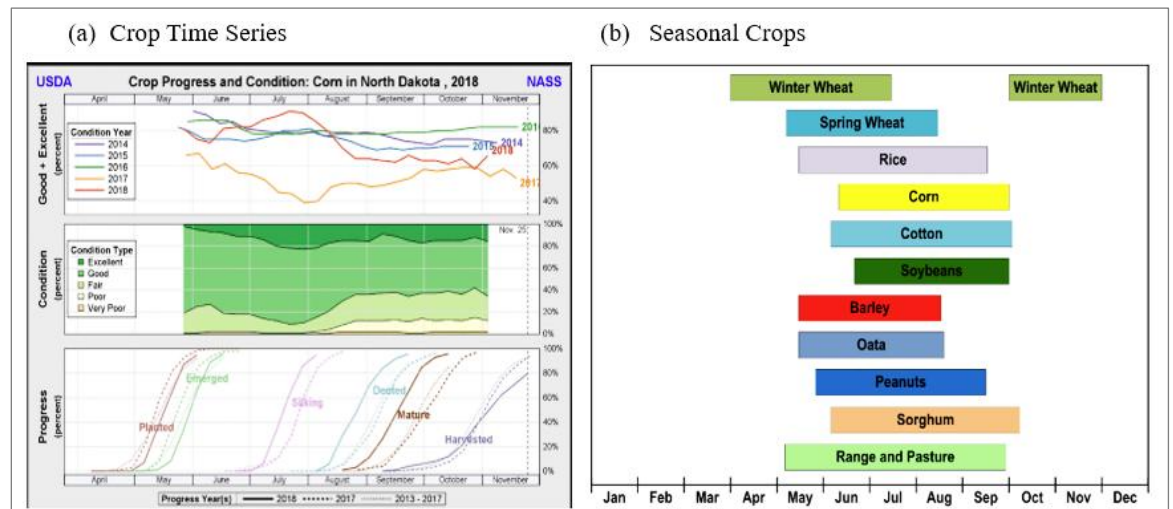 (a) Crop Time Series
USDA
Crop Progress and Condition: Corn in North Dakota , 2018
NASS
April May June July August September October November
Good + Excellent
(percent)
Condition Year
2014
2015
2016
2017
2018
80%
60%
40%
2016
2015
2014
2018
2017
Condition
(percent)
Condition Type
Excellent
Good
Fair
Poor
Very Poor
Nov. 25
100%
80%
60%
40%
20%
0%
Progress
(percent)
Planted
Emerged
Silking
Dented
Mature
Harvested
100%
80%
60%
40%
20%
0%
April May June July August September October November
Progress Year(s) 2018 2017 2013 - 2017
(b) Seasonal Crops
Winter Wheat Winter Wheat
Spring Wheat
Rice
Corn
Cotton
Soybeans
Barley
Oata
Peanuts
Sorghum
Range and Pasture
Jan Feb Mar Apr May Jun Jul Aug Sep Oct Nov Dec